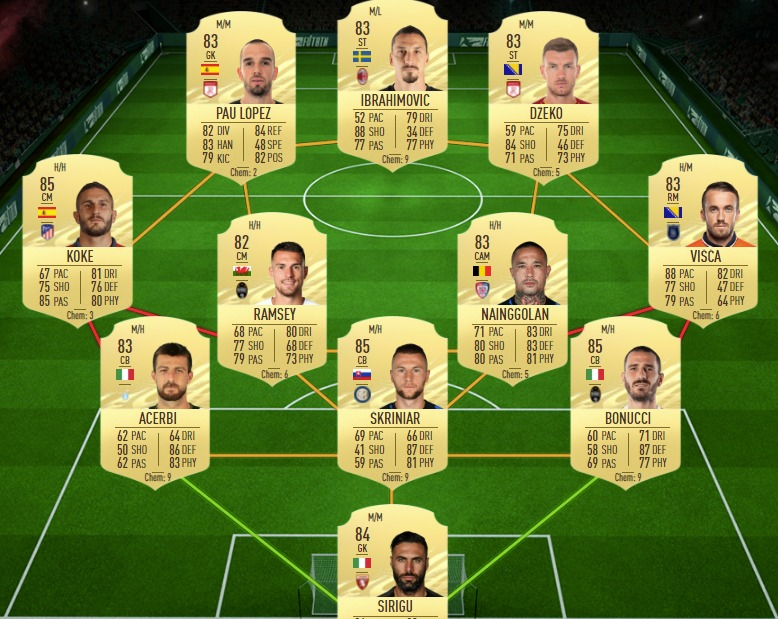 M/M
83
GK
PAU LOPEZ
82 DIV 84 REF
83 HAN 48 SPE
79 KIC 82 POS
Chem: 2
M/L
83
ST
IBRAHIMOVIC
52 PAC 79 DRI
88 SHO 34 DEF
77 PAS 77 PHY
Chem: 9
M/M
83
ST
DZEKO
59 PAC 75 DRI
84 SHO 46 DEF
71 PAS 73 PHY
Chem: 5
H/H
85
CM
KOKE
67 PAC 81 DRI
75 SHO 76 DEF
85 PAS 80 PHY
Chem: 3
H/H
82
CM
RAMSEY
68 PAC 80 DRI
77 SHO 68 DEF
79 PAS 73 PHY
Chem: 6
H/H
83
CAM
NAINGGOLAN
71 PAC 83 DRI
80 SHO 83 DEF
80 PAS 81 PHY
Chem: 5
H/M
83
RM
VISCA
88 PAC 82 DRI
77 SHO 47 DEF
79 PAS 64 PHY
Chem: 6
M/H
83
CB
ACERBI
62 PAC 64 DRI
50 SHO 86 DEF
62 PAS 83 PHY
Chem: 9
M/H
85
CB
SKRINIAR
69 PAC 66 DRI
41 SHO 87 DEF
59 PAS 81 PHY
Chem: 9
M/H
85
CB
BONUCCI
60 PAC 71 DRI
58 SHO 87 DEF
69 PAS 77 PHY
Chem: 9
M/M
84
GK
SIRIGU